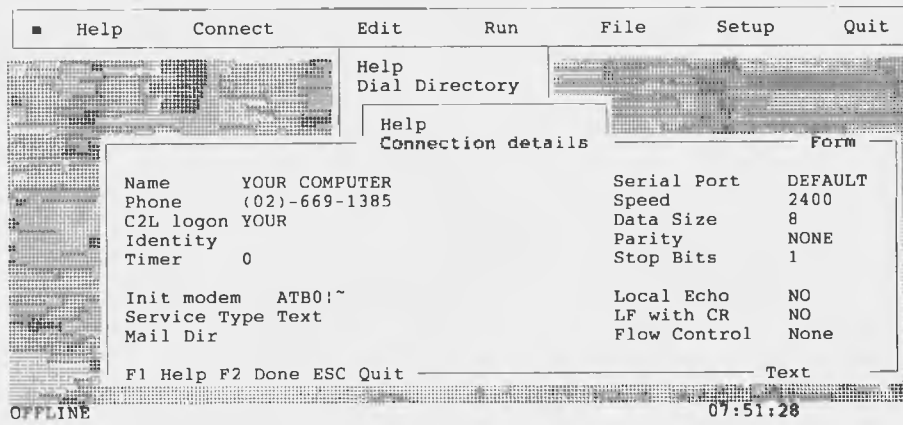 ■ Help Connect Edit Run File Setup Quit
Help
Dial Directory
Help
Connection details Form
Name YOUR COMPUTER Serial Port DEFAULT
Phone (02)-669-1385 Speed 2400
C2L logon YOUR Data Size 8
Identity Parity NONE
Timer 0 Stop Bits 1
Init modem ATB0!~ Local Echo NO
Service Type Text LF with CR NO
Mail Dir Flow Control None
F1 Help F2 Done ESC Quit Text
OFFLINE 07:51:28